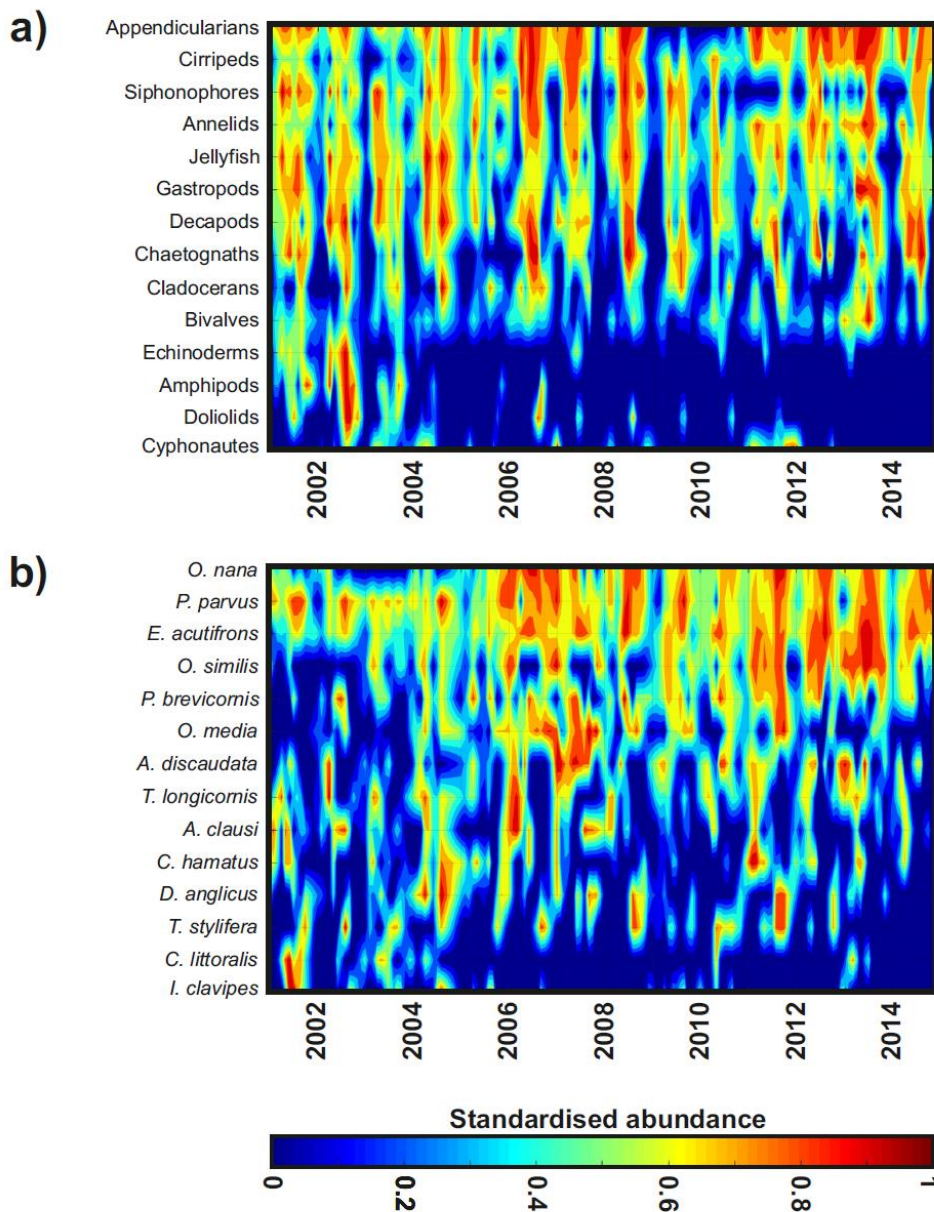 a)
Appendicularians
Cirripeds
Siphonophores
Annelids
Jellyfish
Gastropods
Decapods
Chaetognaths
Cladocerans
Bivalves
Echinoderms
Amphipods
Doliolids
Cyphonautes
2002 2004 2006 2008 2010 2012 2014
b)
O. nana
P. parvus
E. acutifrons
O. similis
P. brevicornis
O. media
A. discaudata
T. longicornis
A. clausi
C. hamatus
D. anglicus
T. stylifera
C. littoralis
I. clavipes
2002 2004 2006 2008 2010 2012 2014
Standardised abundance
0 0.2 0.4 0.6 0.8 1